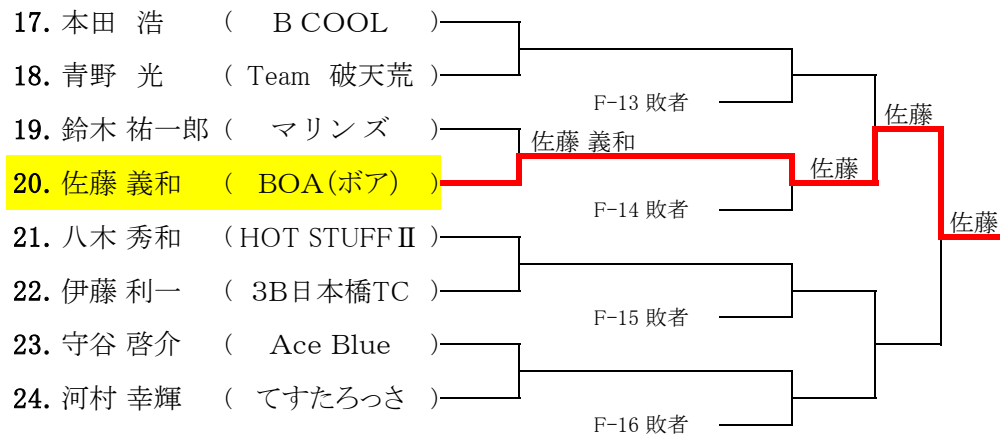 17. 本田 浩 ( B COOL )
18. 青野 光 ( Team 破天荒 )
F-13 敗者
佐藤
19. 鈴木 祐一郎 ( マリンズ )
佐藤 義和
佐藤
20. 佐藤 義和 ( BOA(ボア) )
F-14 敗者
佐藤
21. 八木 秀和 ( HOT STUFFⅡ )
22. 伊藤 利一 ( 3B日本橋TC )
F-15 敗者
23. 守谷 啓介 ( Ace Blue )
24. 河村 幸輝 ( てすたろっさ )
F-16 敗者